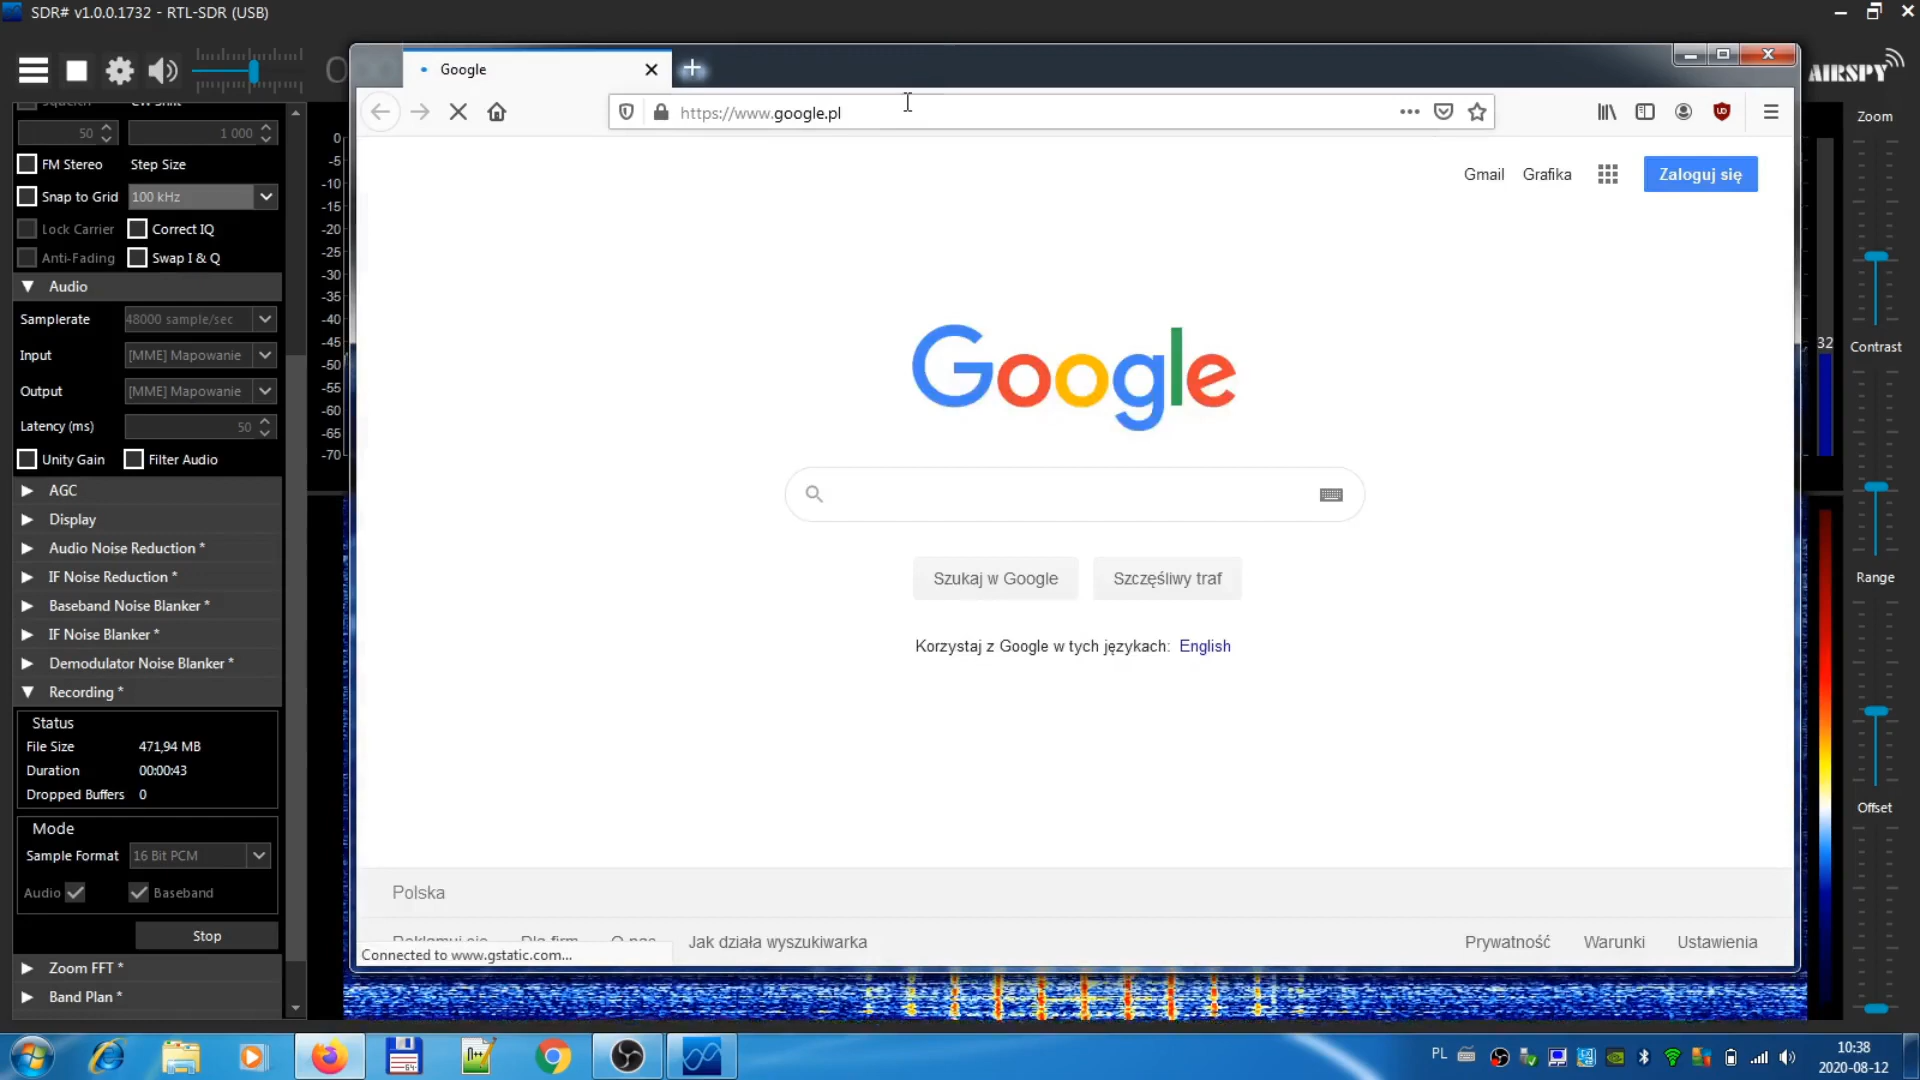 SDR# v1.0.0.1732 - RTL-SDR (USB)
Google
https://www.google.pl
AIRSPY
50
1 000
FM Stereo
Step Size
Snap to Grid
100 kHz
Lock Carrier
Correct IQ
Anti-Fading
Swap I & Q
Audio
Samplerate
48000 sample/sec
Input
[MME] Mapowanie
Output
[MME] Mapowanie
Latency (ms)
50
Unity Gain
Filter Audio
AGC
Display
Audio Noise Reduction *
IF Noise Reduction *
Baseband Noise Blanker *
IF Noise Blanker *
Demodulator Noise Blanker *
Recording *
Status
File Size
471,94 MB
Duration
00:00:43
Dropped Buffers
0
Mode
Sample Format
16 Bit PCM
Audio
Baseband
Stop
Zoom FFT *
Band Plan *
0
-5
-10
-15
-20
-25
-30
-35
-40
-45
-50
-55
-60
-65
-70
Gmail
Grafika
Zaloguj się
Google
Szukaj w Google
Szczęśliwy traf
Korzystaj z Google w tych językach: English
Polska
Jak działa wyszukiwarka
Prywatność
Warunki
Ustawienia
Connected to www.gstatic.com...
Zoom
32
Contrast
Range
Offset
PL
10:38
2020-08-12